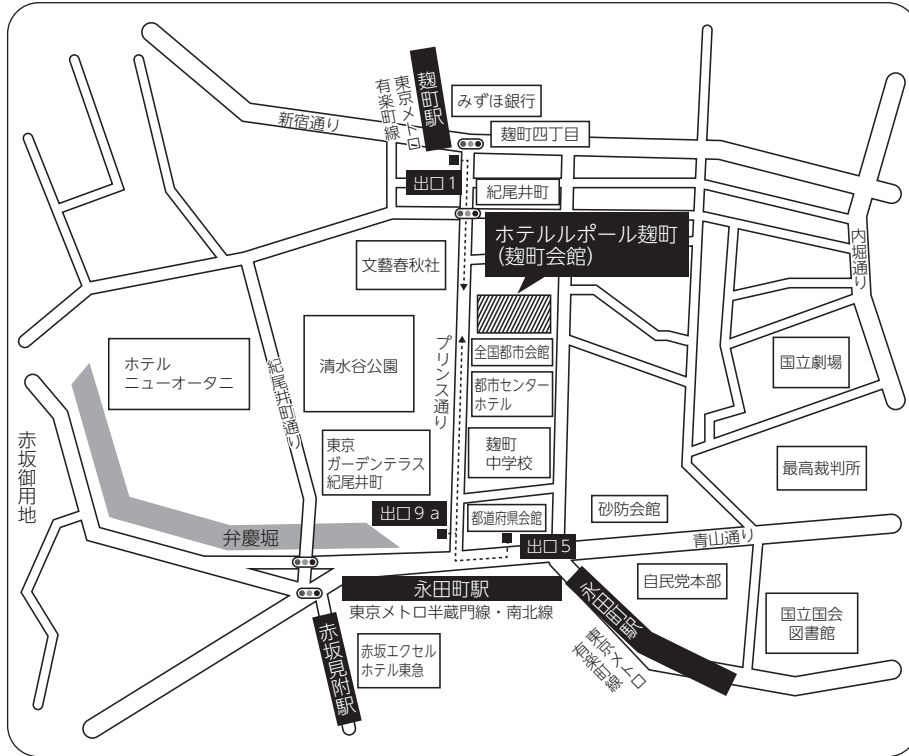 麹町駅
東京メトロ
有楽町線
みずほ銀行
新宿通り
麹町四丁目
出口1
紀尾井町
ホテルルポール麹町
(麹町会館)
内堀通り
文藝春秋社
ホテル
ニューオータニ
清水谷公園
プリンス通り
全国都市会館
国立劇場
都市センター
ホテル
紀尾井町通り
赤坂御用地
東京
ガーデンテラス
紀尾井町
麹町
中学校
最高裁判所
出口9a
都道府県会館
砂防会館
弁慶堀
出口5
青山通り
永田町駅
東京メトロ半蔵門線・南北線
自民党本部
永田町駅
東京メトロ
有楽町線
国立国会
図書館
赤坂見附駅
赤坂エクセル
ホテル東急